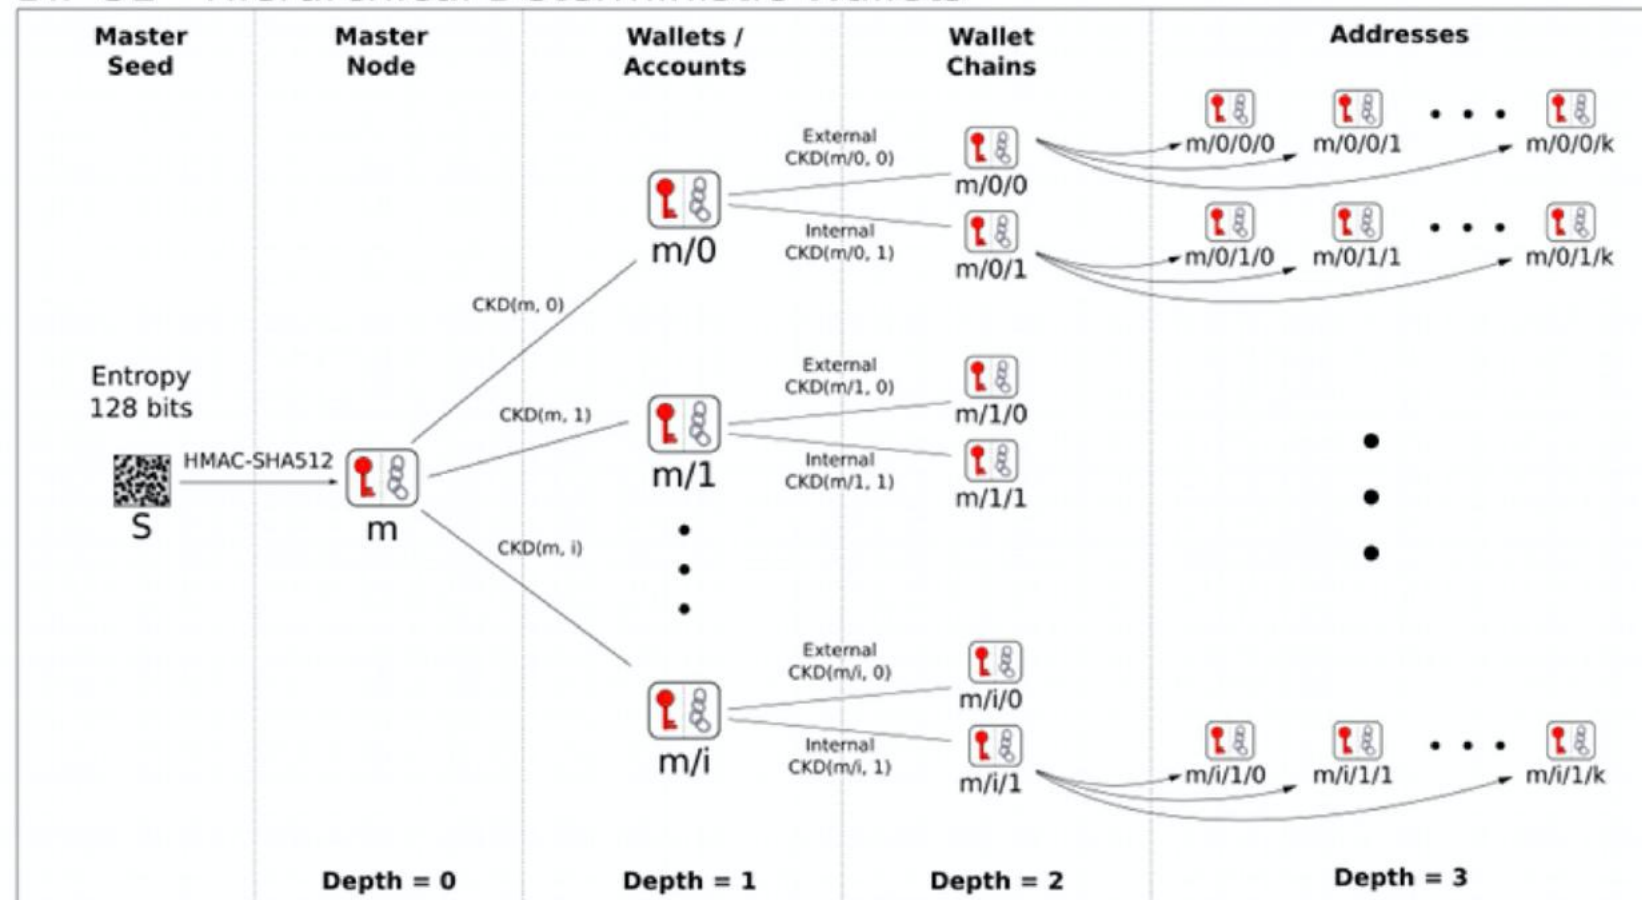 Master
Seed
Master
Node
Wallets /
Accounts
Wallet
Chains
Addresses
m/0/0/0
m/0/0/1
m/0/0/k
External
CKD(m/0, 0)
m/0/0
Internal
CKD(m/0, 1)
m/0
m/0/1
m/0/1/0
m/0/1/1
m/0/1/k
CKD(m, 0)
Entropy
128 bits
External
CKD(m/1, 0)
m/1/0
CKD(m, 1)
HMAC-SHA512
Internal
CKD(m/1, 1)
m/1
m/1/1
S
m
CKD(m, i)
External
CKD(m/i, 0)
m/i/0
Internal
CKD(m/i, 1)
m/i
m/i/1
m/i/1/0
m/i/1/1
m/i/1/k
Depth = 0
Depth = 1
Depth = 2
Depth = 3